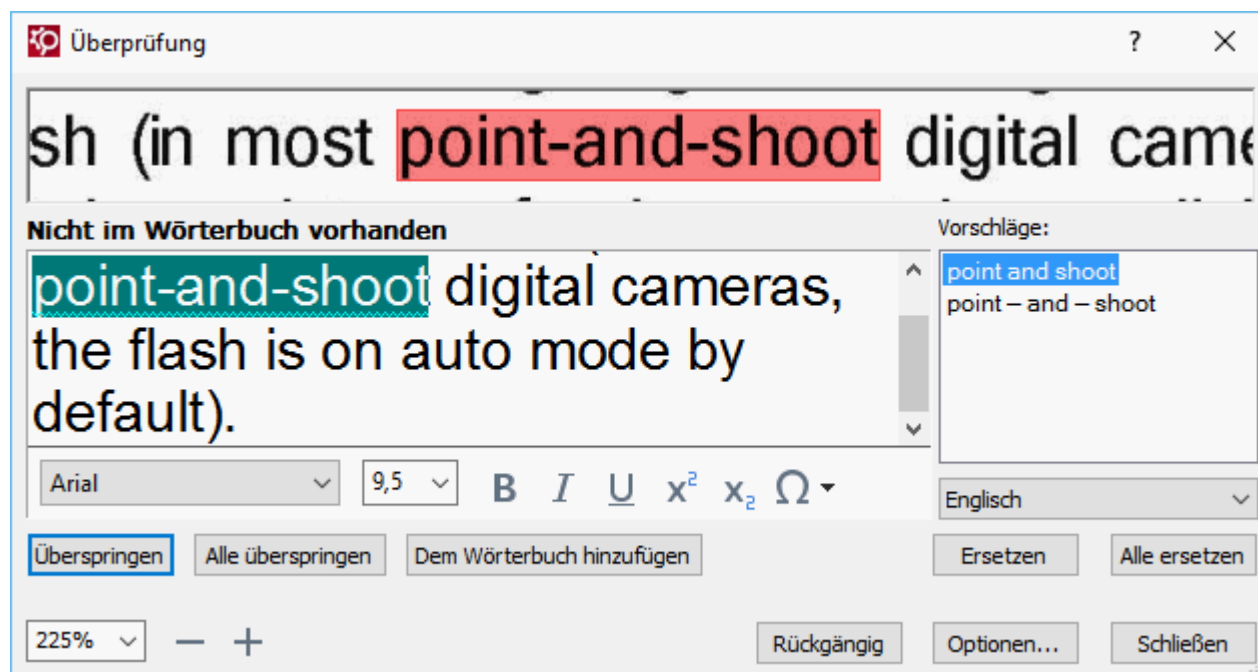 Überprüfung
?
sh (in most point-and-shoot digital came
Nicht im Wörterbuch vorhanden
Vorschläge:
point-and-shoot digital cameras,
the flash is on auto mode by
default).
point and shoot
point – and – shoot
Arial
9,5
B I U x² x₂ Ω
Englisch
Überspringen
Alle überspringen
Dem Wörterbuch hinzufügen
Ersetzen
Alle ersetzen
225%
Rückgängig
Optionen...
Schließen